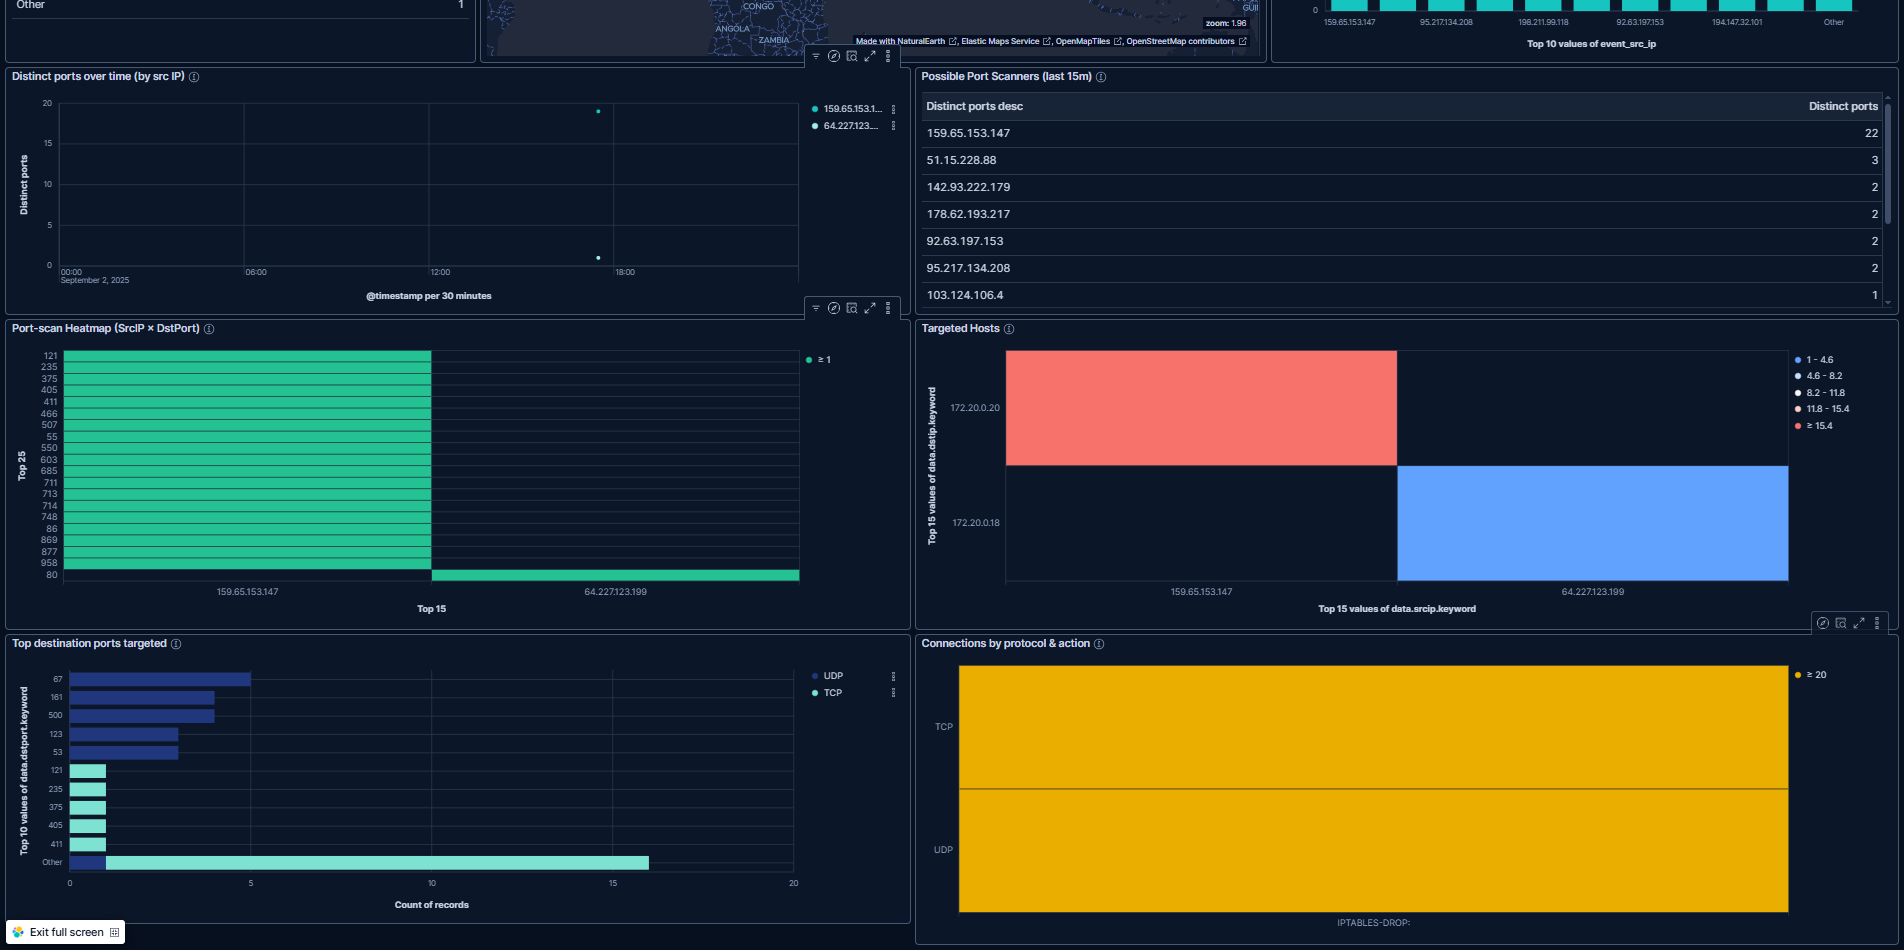 Other 1
CONGO
ANGOLA
ZAMBIA
GUI
zoom: 1.96
Made with NaturalEarth , Elastic Maps Service , OpenMapTiles , OpenStreetMap contributors
0
159.65.153.147 95.217.134.208 198.211.99.118 92.63.197.153 194.147.32.101 Other
Top 10 values of event_src_ip
Distinct ports over time (by src IP)
20
15
10
5
0
Distinct ports
00:00 06:00 12:00 18:00
September 2, 2025
@timestamp per 30 minutes
159.65.153.1...
64.227.123....
Possible Port Scanners (last 15m)
Distinct ports desc Distinct ports
159.65.153.147 22
51.15.228.88 3
142.93.222.179 2
178.62.193.217 2
92.63.197.153 2
95.217.134.208 2
103.124.106.4 1
Port-scan Heatmap (SrcIP × DstPort)
Top 25
121
235
375
405
411
466
507
55
550
603
685
711
713
714
748
86
869
877
958
80
159.65.153.147 64.227.123.199
Top 15
≥ 1
Targeted Hosts
Top 15 values of data.dstip.keyword
172.20.0.20
172.20.0.18
159.65.153.147 64.227.123.199
Top 15 values of data.srcip.keyword
1 - 4.6
4.6 - 8.2
8.2 - 11.8
11.8 - 15.4
≥ 15.4
Top destination ports targeted
Top 10 values of data.dstport.keyword
67
161
500
123
53
121
235
375
405
411
Other
0 5 10 15 20
Count of records
UDP
TCP
Connections by protocol & action
TCP
UDP
IPTABLES-DROP:
≥ 20
Exit full screen